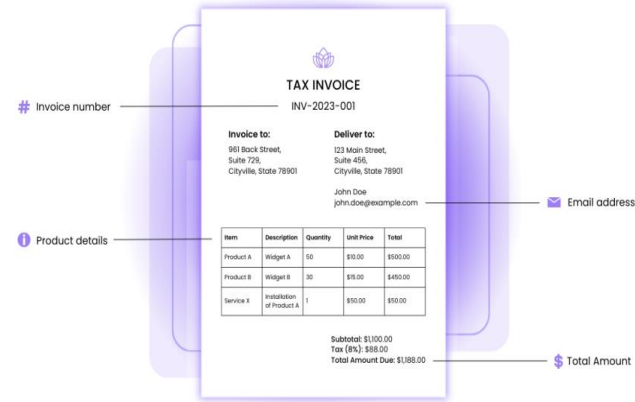 TAX INVOICE
INV-2023-001
# Invoice number
Invoice to:
961 Back Street,
Suite 729,
Cityville, State 78901
Deliver to:
123 Main Street,
Suite 456,
Cityville, State 78901
John Doe
john.doe@example.com
Email address
Product details
Item Description Quantity Unit Price Total
Product A Widget A 50 $10.00 $500.00
Product B Widget B 30 $15.00 $450.00
Service X Installation of Product A 1 $50.00 $50.00
Subtotal: $1,100.00
Tax (8%): $88.00
Total Amount Due: $1,188.00
$ Total Amount